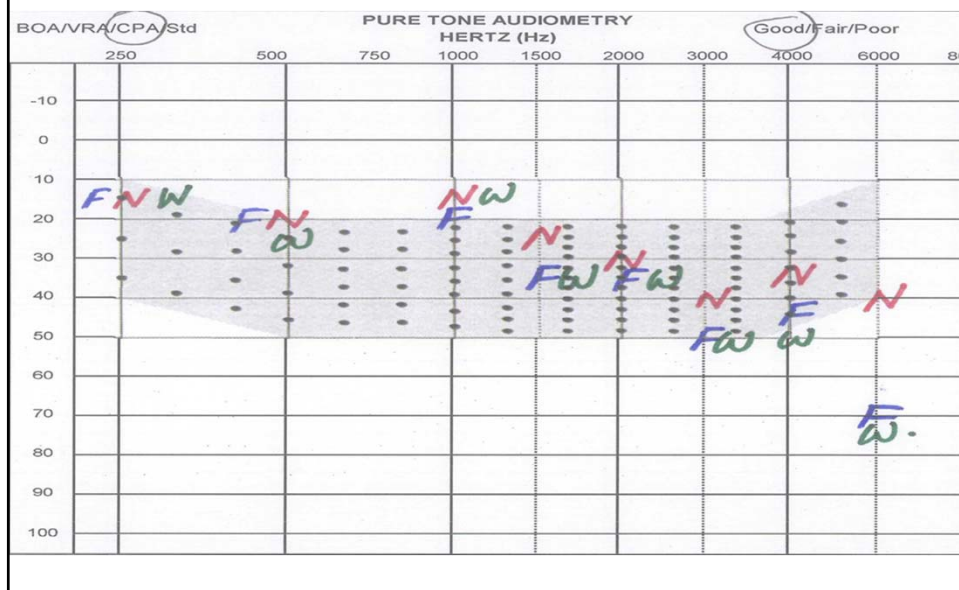 PURE TONE AUDIOMETRY
BOA/VRA/CPA/Std
HERTZ (Hz)
Good/Fair/Poor
250 500 750 1000 1500 2000 3000 4000 6000 80
-10
0
10
F N W N W
20 F N F
W N
30 N
F W F W N
40 N N
F
50 F W W
60
70 F
W
80
90
100